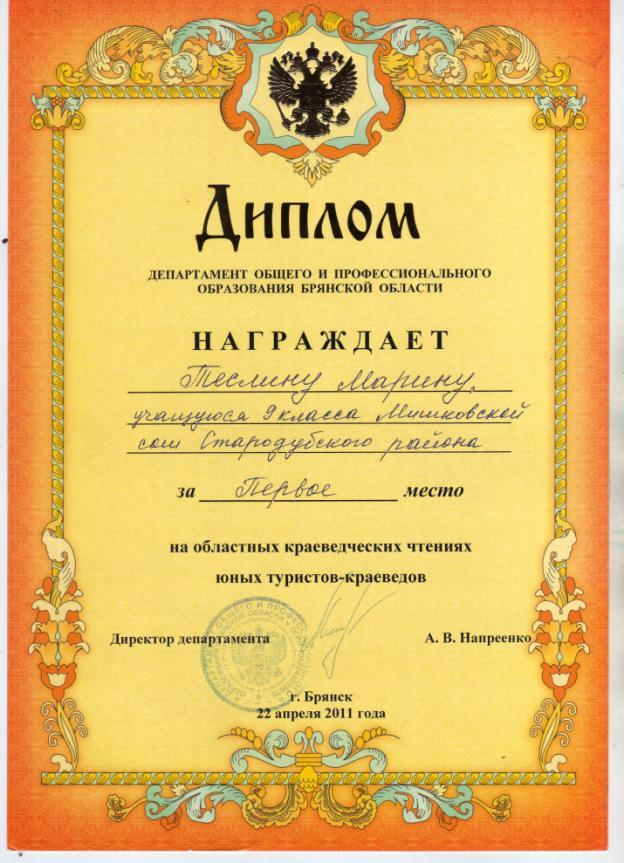 Диплом
ДЕПАРТАМЕНТ ОБЩЕГО И ПРОФЕССИОНАЛЬНОГО
ОБРАЗОВАНИЯ БРЯНСКОЙ ОБЛАСТИ
НАГРАЖДАЕТ
Теслину Марину,
учащуюся 9 класса Мишковской
сош Стародубского района
за Первое место
на областных краеведческих чтениях
юных туристов-краеведов
Директор департамента А. В. Напреенко
г. Брянск
22 апреля 2011 года